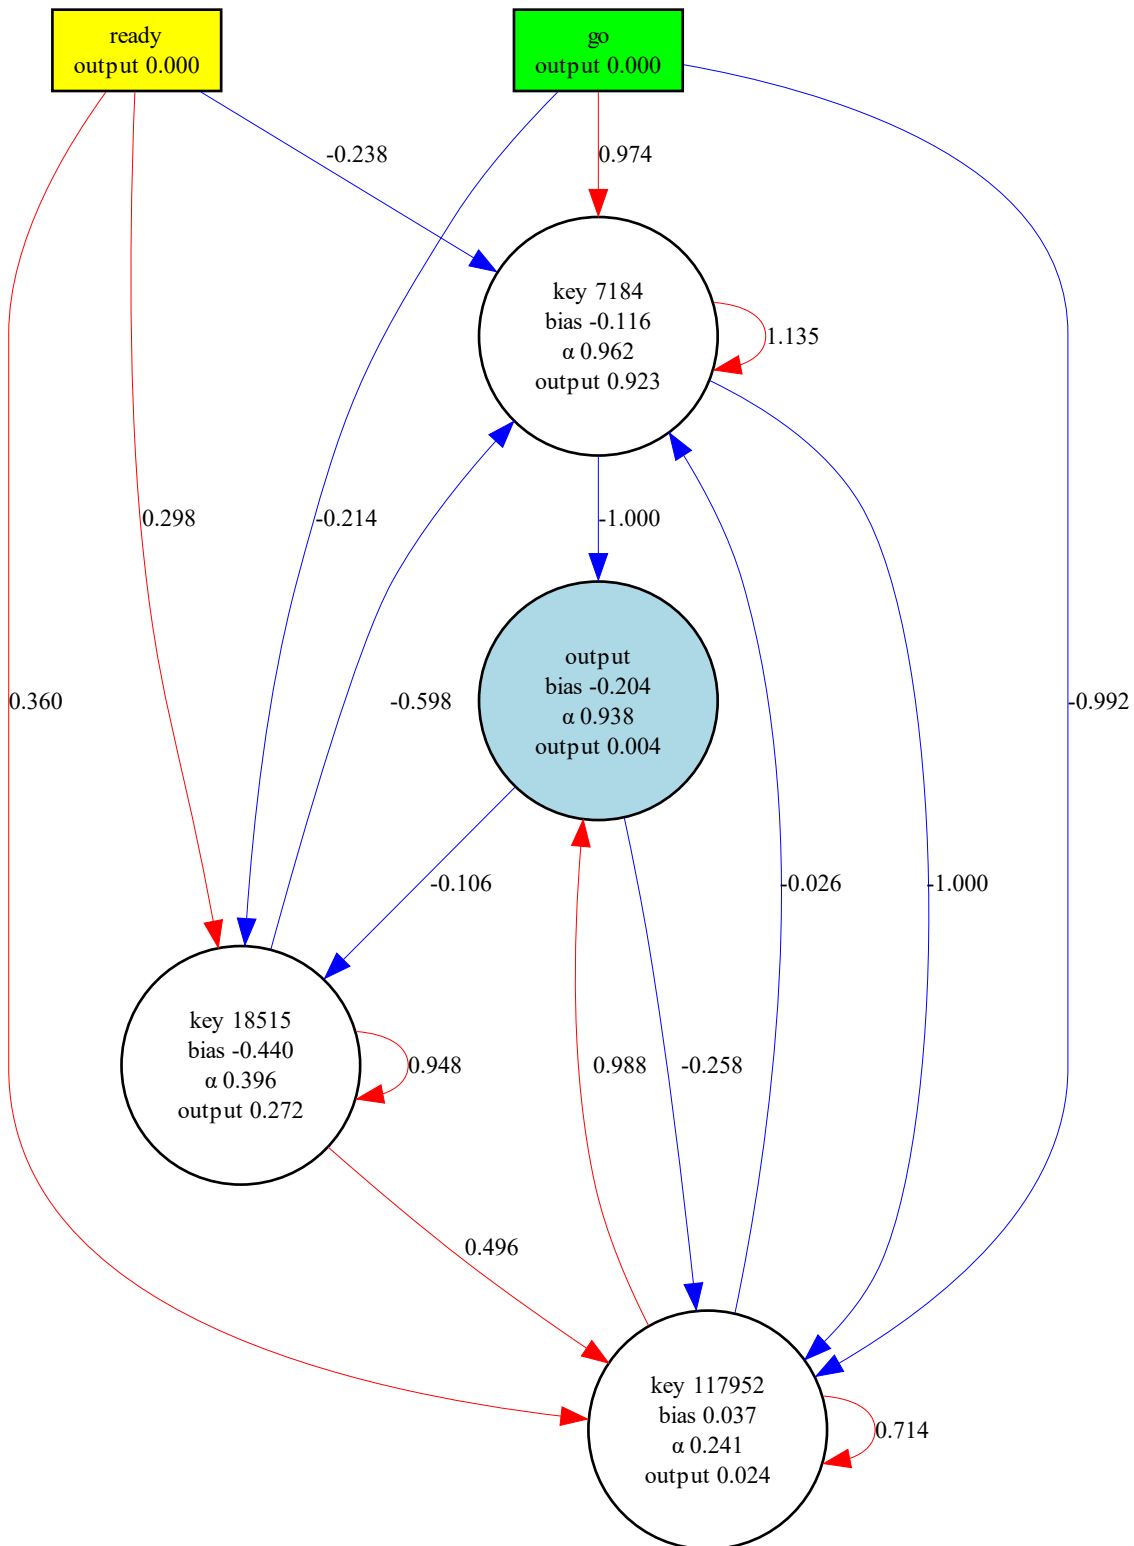 ready
output 0.000
go
output 0.000
-0.238
0.974
key 7184
bias -0.116
α 0.962
output 0.923
1.135
0.298
-0.214
-1.000
output
bias -0.204
α 0.938
output 0.004
0.360
-0.598
-0.992
-0.106
-0.026
-1.000
key 18515
bias -0.440
α 0.396
output 0.272
0.948
0.988
-0.258
0.496
key 117952
bias 0.037
α 0.241
output 0.024
0.714